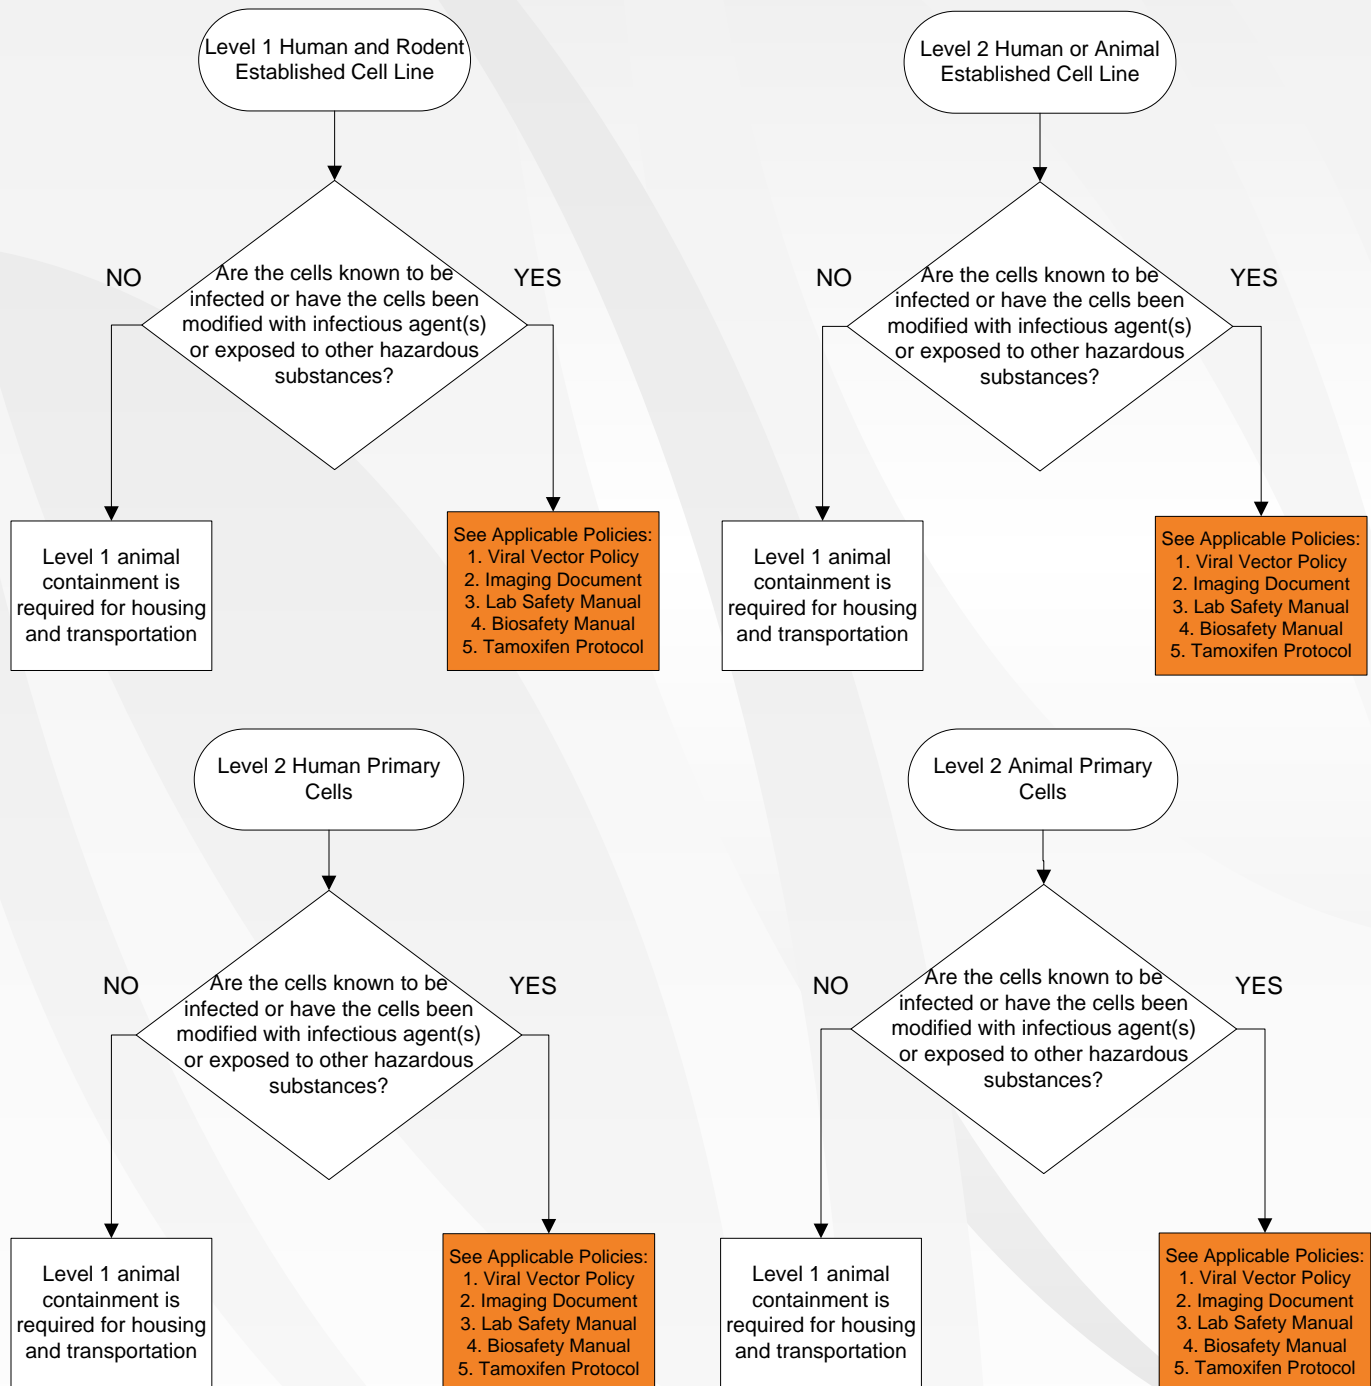 Level 1 Human and Rodent
Established Cell Line
NO
YES
Are the cells known to be
infected or have the cells been
modified with infectious agent(s)
or exposed to other hazardous
substances?
Level 1 animal
containment is
required for housing
and transportation
See Applicable Policies:
1. Viral Vector Policy
2. Imaging Document
3. Lab Safety Manual
4. Biosafety Manual
5. Tamoxifen Protocol
Level 2 Human or Animal
Established Cell Line
NO
YES
Are the cells known to be
infected or have the cells been
modified with infectious agent(s)
or exposed to other hazardous
substances?
Level 1 animal
containment is
required for housing
and transportation
See Applicable Policies:
1. Viral Vector Policy
2. Imaging Document
3. Lab Safety Manual
4. Biosafety Manual
5. Tamoxifen Protocol
Level 2 Human Primary
Cells
NO
YES
Are the cells known to be
infected or have the cells been
modified with infectious agent(s)
or exposed to other hazardous
substances?
Level 1 animal
containment is
required for housing
and transportation
See Applicable Policies:
1. Viral Vector Policy
2. Imaging Document
3. Lab Safety Manual
4. Biosafety Manual
5. Tamoxifen Protocol
Level 2 Animal Primary
Cells
NO
YES
Are the cells known to be
infected or have the cells been
modified with infectious agent(s)
or exposed to other hazardous
substances?
Level 1 animal
containment is
required for housing
and transportation
See Applicable Policies:
1. Viral Vector Policy
2. Imaging Document
3. Lab Safety Manual
4. Biosafety Manual
5. Tamoxifen Protocol